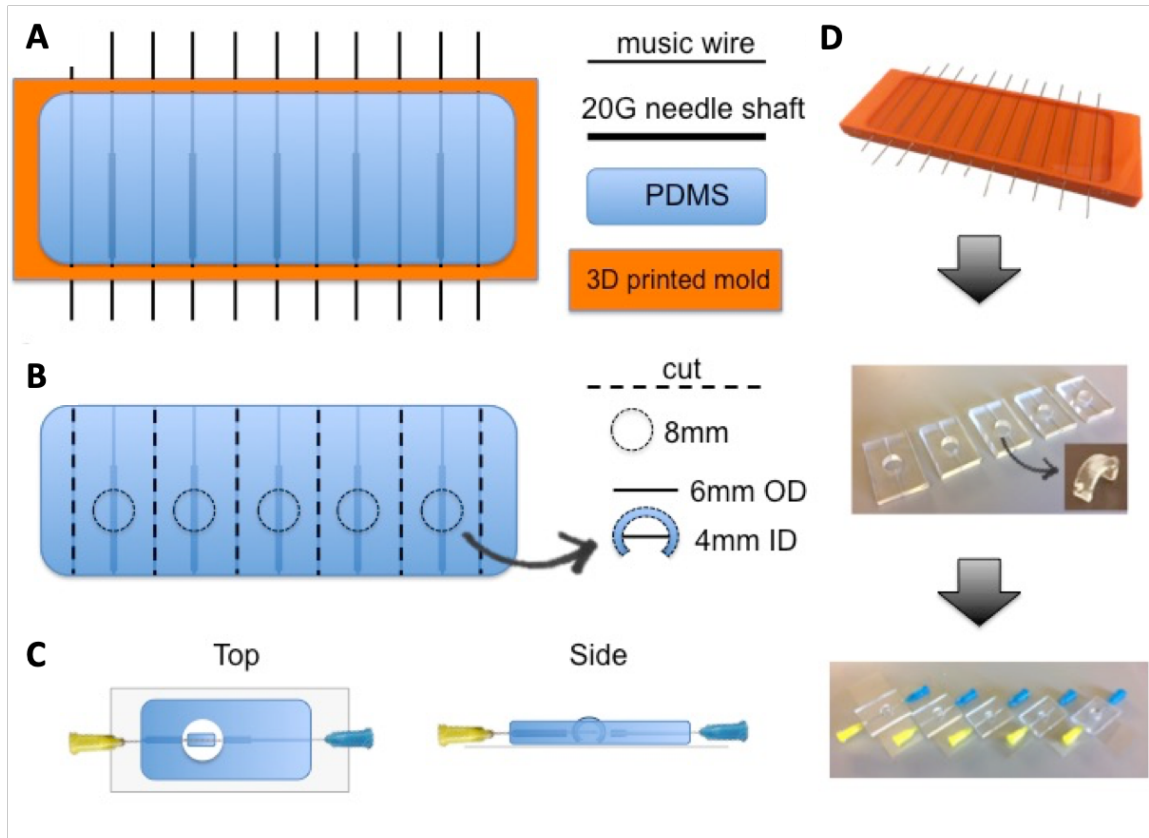 A
music wire
20G needle shaft
PDMS
3D printed mold
D
B
cut
8mm
6mm OD
4mm ID
C
Top
Side